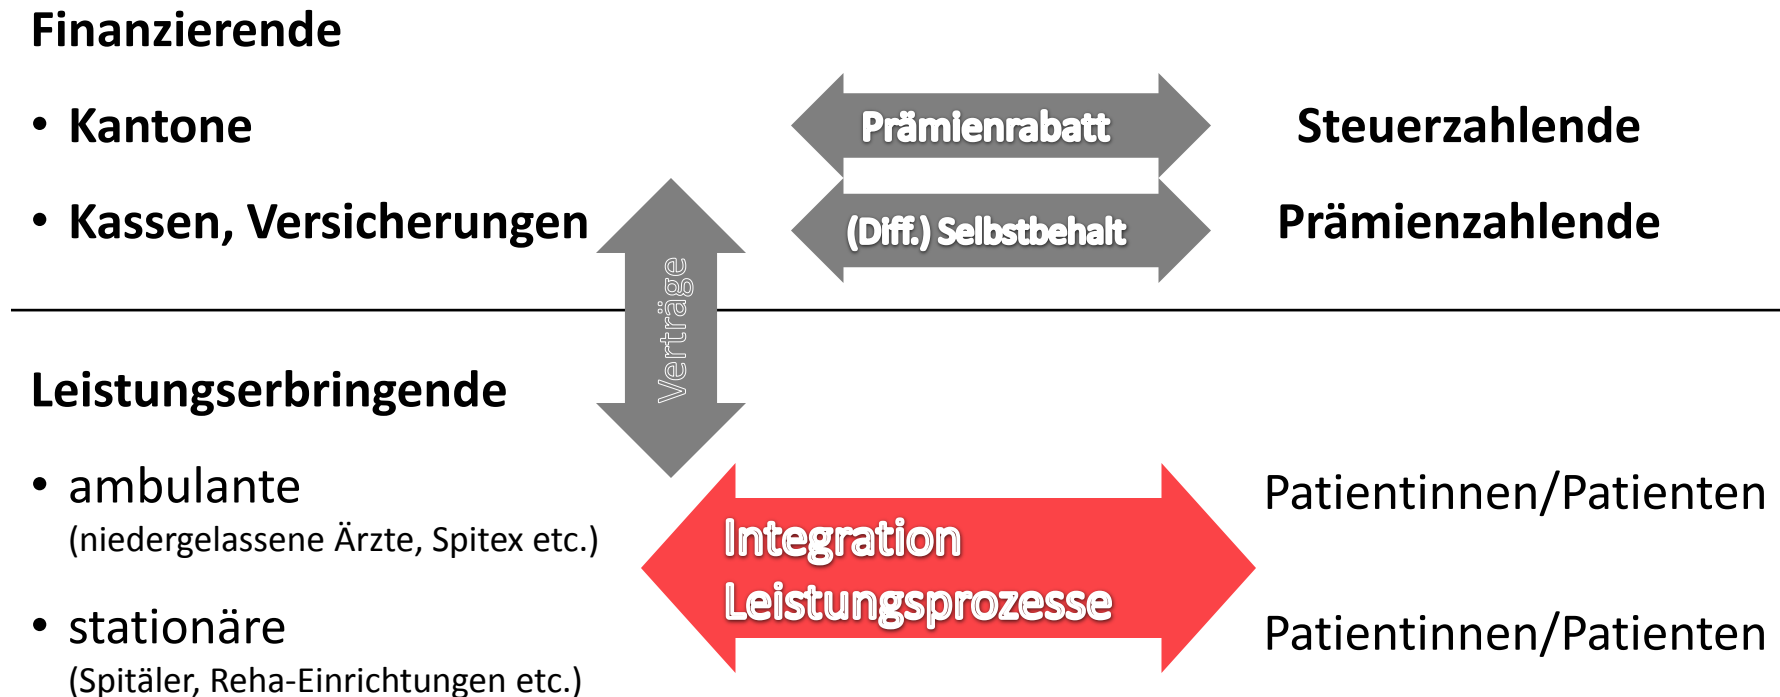 Finanzierende
• Kantone
Prämienrabatt
Steuerzahlende
• Kassen, Versicherungen
(Diff.) Selbstbehalt
Prämienzahlende
Verträge
Leistungserbringende
• ambulante
(niedergelassene Ärzte, Spitex etc.)
Integration
Leistungsprozesse
Patientinnen/Patienten
• stationäre
(Spitäler, Reha-Einrichtungen etc.)
Patientinnen/Patienten